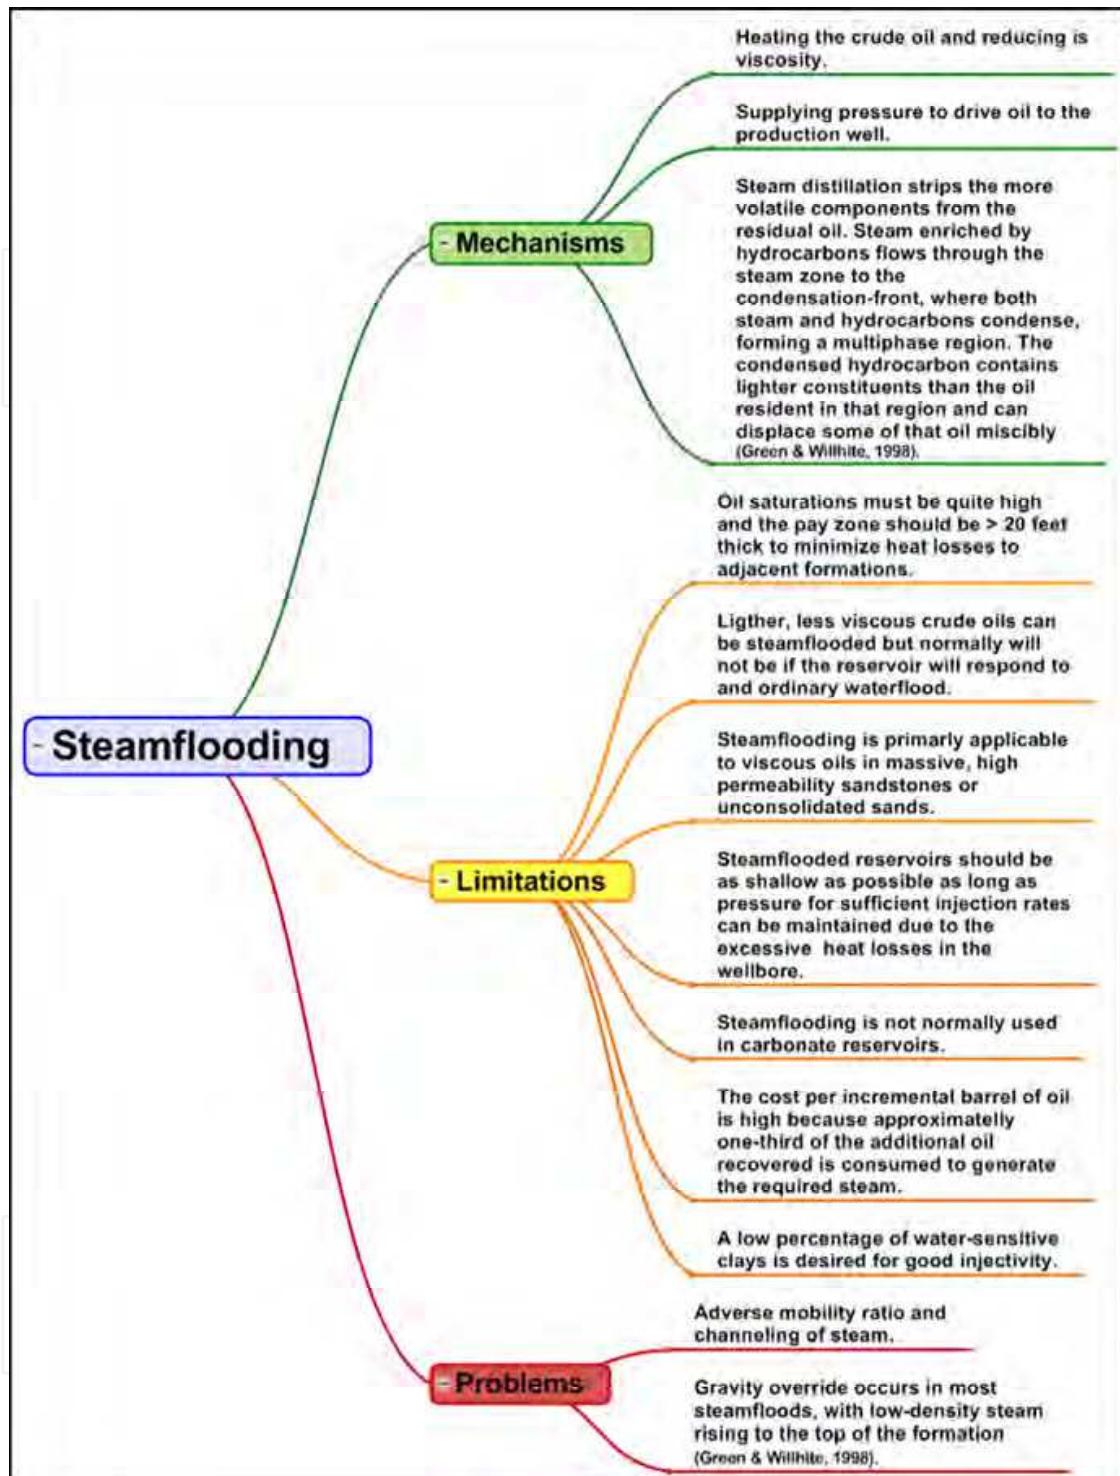 Heating the crude oil and reducing is
viscosity.
Supplying pressure to drive oil to the
production well.
Steam distillation strips the more
volatile components from the
residual oil. Steam enriched by
hydrocarbons flows through the
steam zone to the
condensation-front, where both
steam and hydrocarbons condense,
forming a multiphase region. The
condensed hydrocarbon contains
lighter constituents than the oil
resident in that region and can
displace some of that oil miscibly
(Green & Willhite, 1998).
- Mechanisms
Oil saturations must be quite high
and the pay zone should be > 20 feet
thick to minimize heat losses to
adjacent formations.
Ligther, less viscous crude oils can
be steamflooded but normally will
not be if the reservoir will respond to
and ordinary waterflood.
- Steamflooding
Steamflooding is primarly applicable
to viscous oils in massive, high
permeability sandstones or
unconsolidated sands.
- Limitations
Steamflooded reservoirs should be
as shallow as possible as long as
pressure for sufficient injection rates
can be maintained due to the
excessive heat losses in the
wellbore.
Steamflooding is not normally used
in carbonate reservoirs.
The cost per incremental barrel of oil
is high because approximatelly
one-third of the additional oil
recovered is consumed to generate
the required steam.
A low percentage of water-sensitive
clays is desired for good injectivity.
- Problems
Adverse mobility ratio and
channeling of steam.
Gravity override occurs in most
steamfloods, with low-density steam
rising to the top of the formation
(Green & Willhite, 1998).